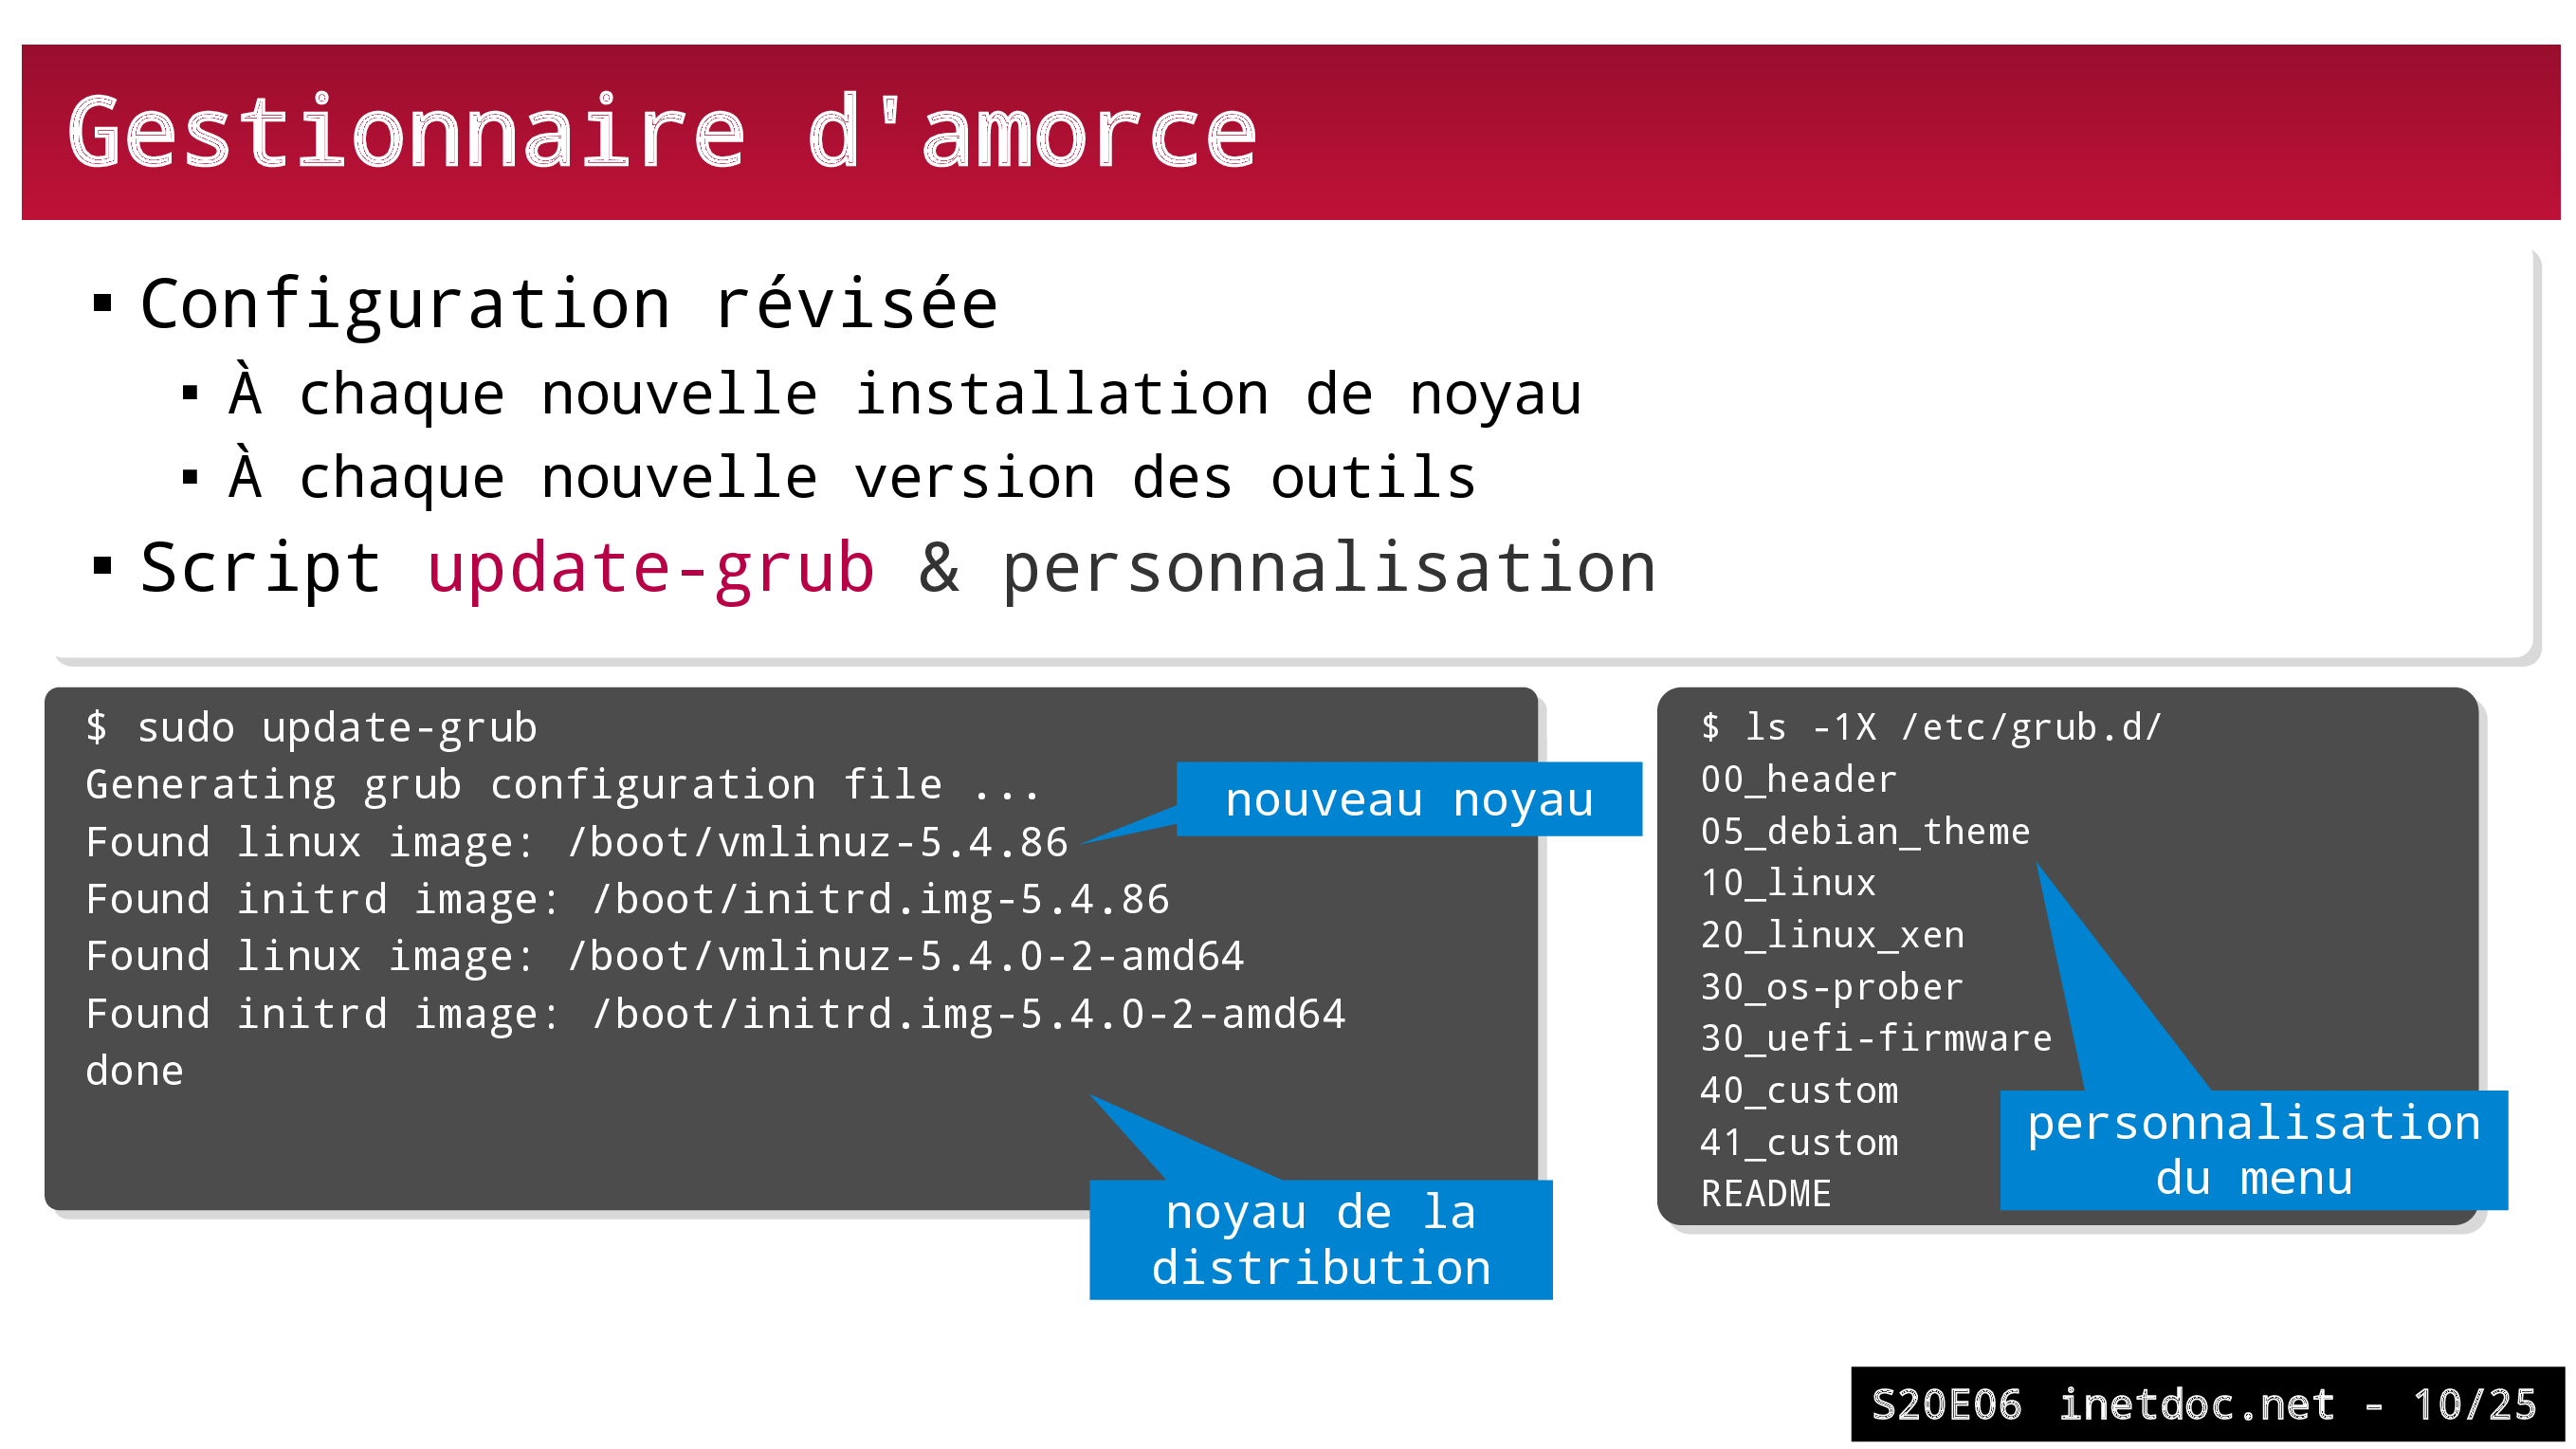 Gestionnaire d'amorce
▪ Configuration révisée
▪ À chaque nouvelle installation de noyau
▪ À chaque nouvelle version des outils
▪ Script update-grub & personnalisation
$ sudo update-grub
Generating grub configuration file ...
Found linux image: /boot/vmlinuz-5.4.86
Found initrd image: /boot/initrd.img-5.4.86
Found linux image: /boot/vmlinuz-5.4.0-2-amd64
Found initrd image: /boot/initrd.img-5.4.0-2-amd64
done
nouveau noyau
noyau de la
distribution
$ ls -1X /etc/grub.d/
00_header
05_debian_theme
10_linux
20_linux_xen
30_os-prober
30_uefi-firmware
40_custom
41_custom
README
personnalisation
du menu
S20E06 inetdoc.net - 10/25